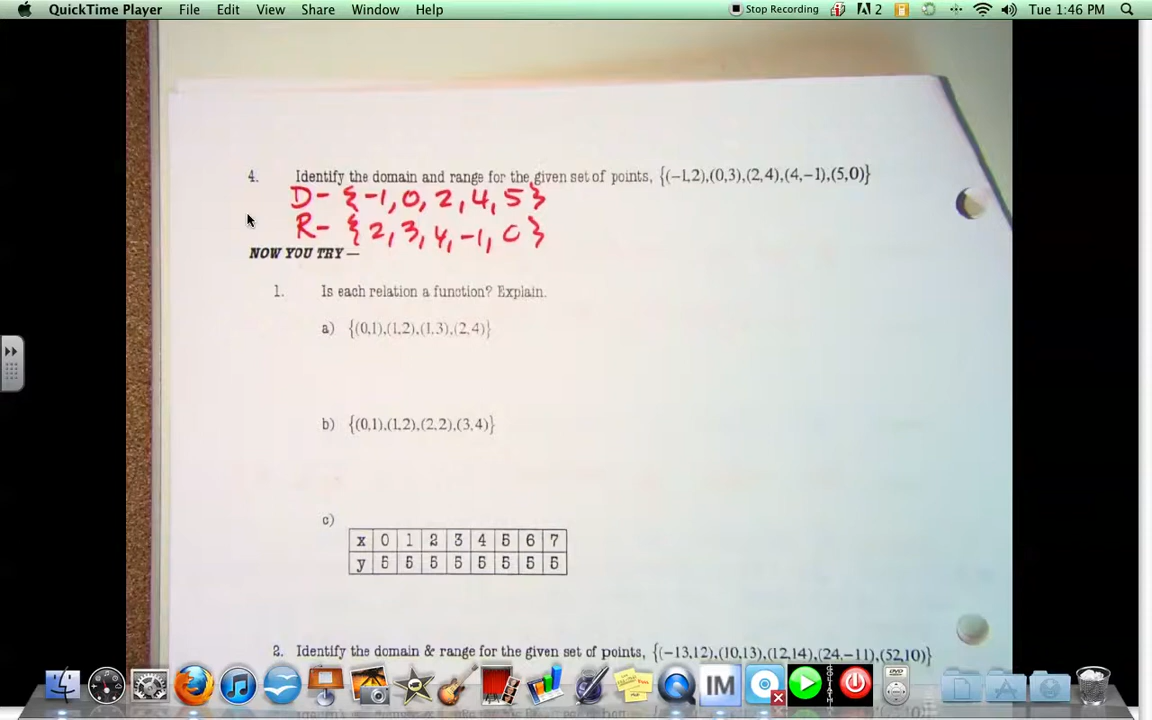 QuickTime Player File Edit View Share Window Help Stop Recording 2 Tue 1:46 PM
4. Identify the domain and range for the given set of points, {(−1,2),(0,3),(2,4),(4,−1),(5,0)}
D- {-1, 0, 2, 4, 5}
R- {2, 3, 4, -1, 0}
NOW YOU TRY —
1. Is each relation a function? Explain.
a) {(0,1),(1,2),(1,3),(2,4)}
b) {(0,1),(1,2),(2,2),(3,4)}
c)
x 0 1 2 3 4 5 6 7
y 5 5 5 5 5 5 5 5
2. Identify the domain & range for the given set of points, {(−13,12),(10,13),(12,14),(24,−11),(52,10)}
IM